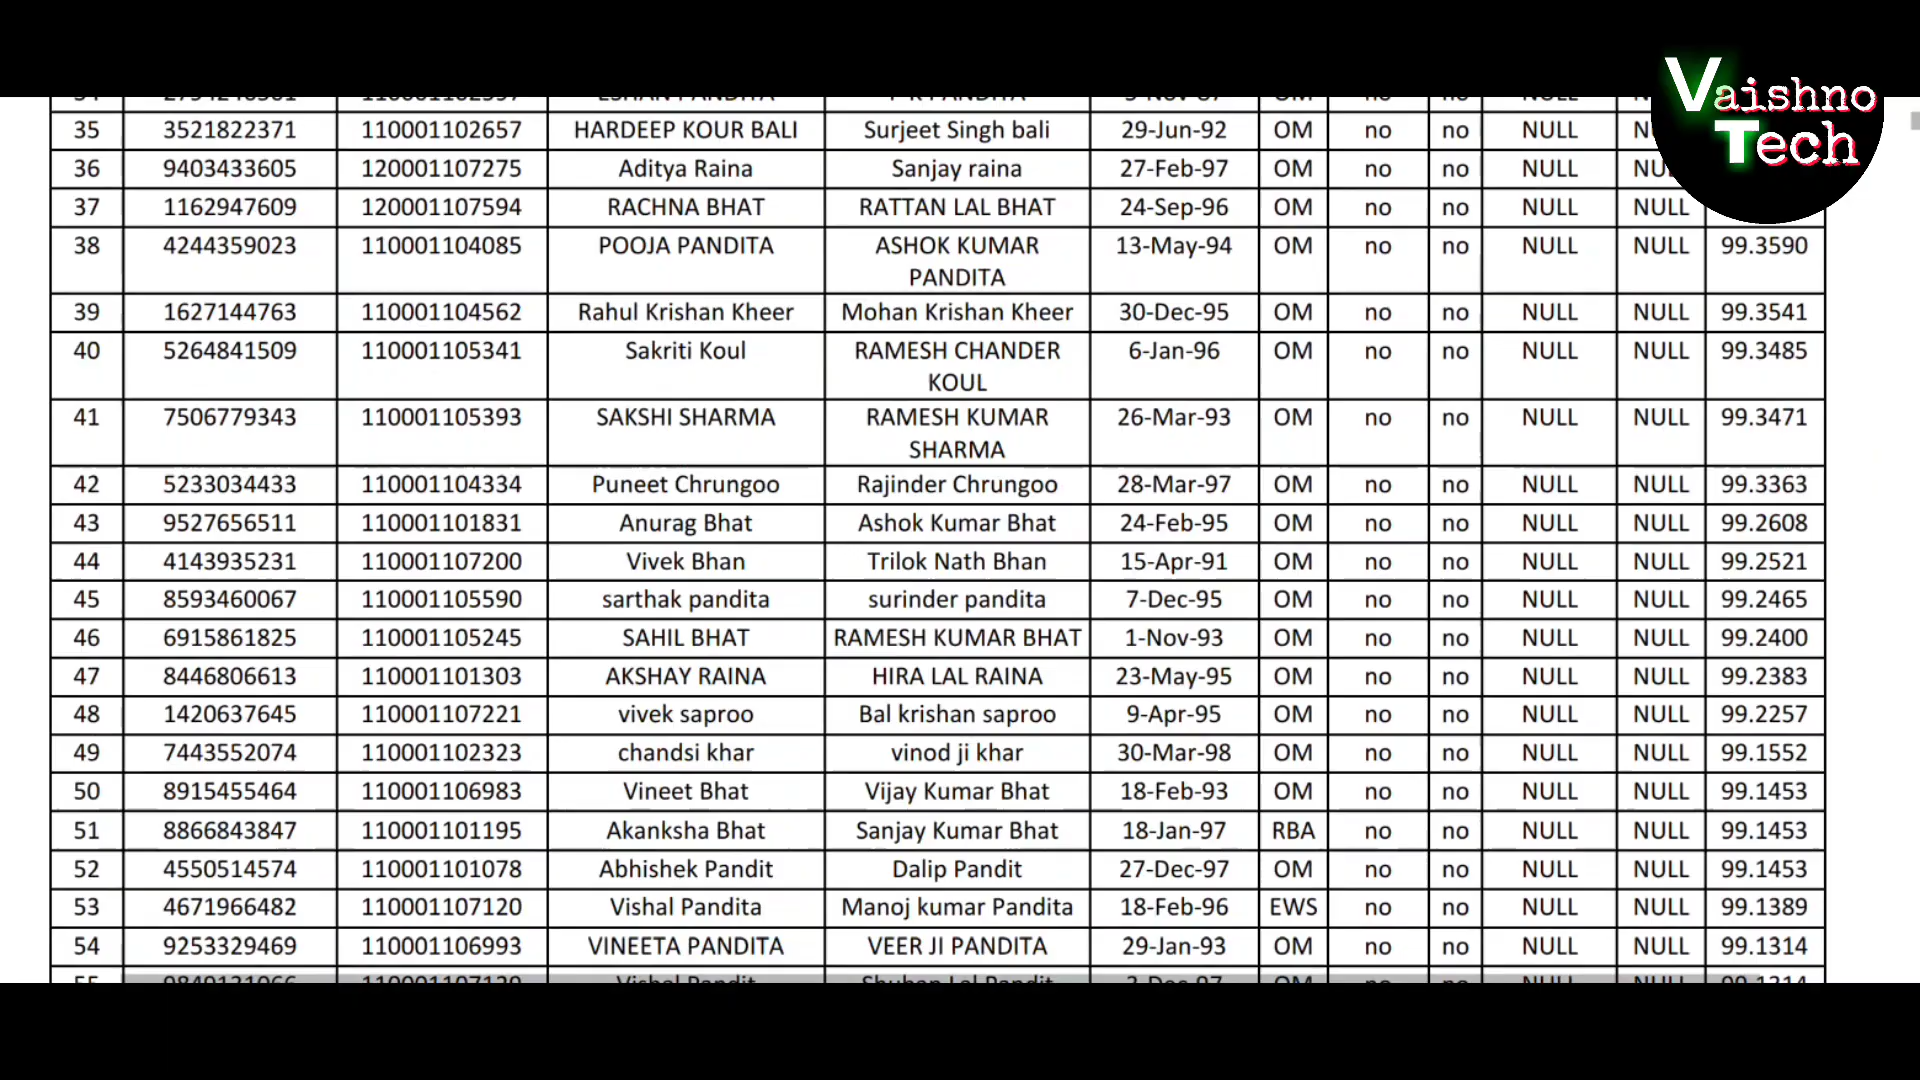 Vaishno
Tech
35 3521822371 110001102657 HARDEEP KOUR BALI Surjeet Singh bali 29-Jun-92 OM no no NULL
36 9403433605 120001107275 Aditya Raina Sanjay raina 27-Feb-97 OM no no NULL
37 1162947609 120001107594 RACHNA BHAT RATTAN LAL BHAT 24-Sep-96 OM no no NULL NULL
38 4244359023 110001104085 POOJA PANDITA ASHOK KUMAR 13-May-94 OM no no NULL NULL 99.3590
PANDITA
39 1627144763 110001104562 Rahul Krishan Kheer Mohan Krishan Kheer 30-Dec-95 OM no no NULL NULL 99.3541
40 5264841509 110001105341 Sakriti Koul RAMESH CHANDER 6-Jan-96 OM no no NULL NULL 99.3485
KOUL
41 7506779343 110001105393 SAKSHI SHARMA RAMESH KUMAR 26-Mar-93 OM no no NULL NULL 99.3471
SHARMA
42 5233034433 110001104334 Puneet Chrungoo Rajinder Chrungoo 28-Mar-97 OM no no NULL NULL 99.3363
43 9527656511 110001101831 Anurag Bhat Ashok Kumar Bhat 24-Feb-95 OM no no NULL NULL 99.2608
44 4143935231 110001107200 Vivek Bhan Trilok Nath Bhan 15-Apr-91 OM no no NULL NULL 99.2521
45 8593460067 110001105590 sarthak pandita surinder pandita 7-Dec-95 OM no no NULL NULL 99.2465
46 6915861825 110001105245 SAHIL BHAT RAMESH KUMAR BHAT 1-Nov-93 OM no no NULL NULL 99.2400
47 8446806613 110001101303 AKSHAY RAINA HIRA LAL RAINA 23-May-95 OM no no NULL NULL 99.2383
48 1420637645 110001107221 vivek saproo Bal krishan saproo 9-Apr-95 OM no no NULL NULL 99.2257
49 7443552074 110001102323 chandsi khar vinod ji khar 30-Mar-98 OM no no NULL NULL 99.1552
50 8915455464 110001106983 Vineet Bhat Vijay Kumar Bhat 18-Feb-93 OM no no NULL NULL 99.1453
51 8866843847 110001101195 Akanksha Bhat Sanjay Kumar Bhat 18-Jan-97 RBA no no NULL NULL 99.1453
52 4550514574 110001101078 Abhishek Pandit Dalip Pandit 27-Dec-97 OM no no NULL NULL 99.1453
53 4671966482 110001107120 Vishal Pandita Manoj kumar Pandita 18-Feb-96 EWS no no NULL NULL 99.1389
54 9253329469 110001106993 VINEETA PANDITA VEER JI PANDITA 29-Jan-93 OM no no NULL NULL 99.1314